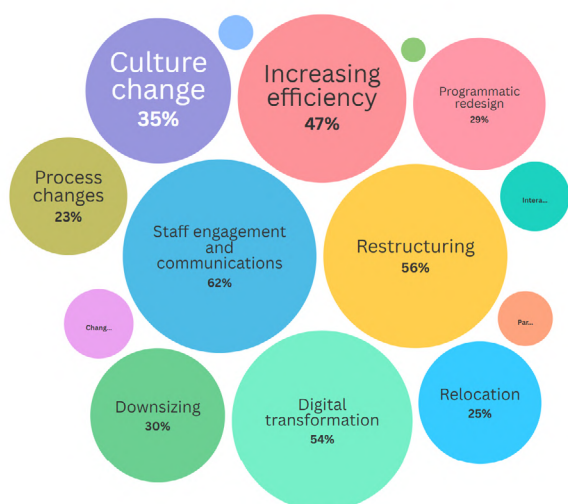 Culture
change
35%
Increasing
efficiency
47%
Programmatic
redesign
29%
Process
changes
23%
Staff engagement
and
communications
62%
Restructuring
56%
Intera...
Chang...
Par...
Downsizing
30%
Digital
transformation
54%
Relocation
25%